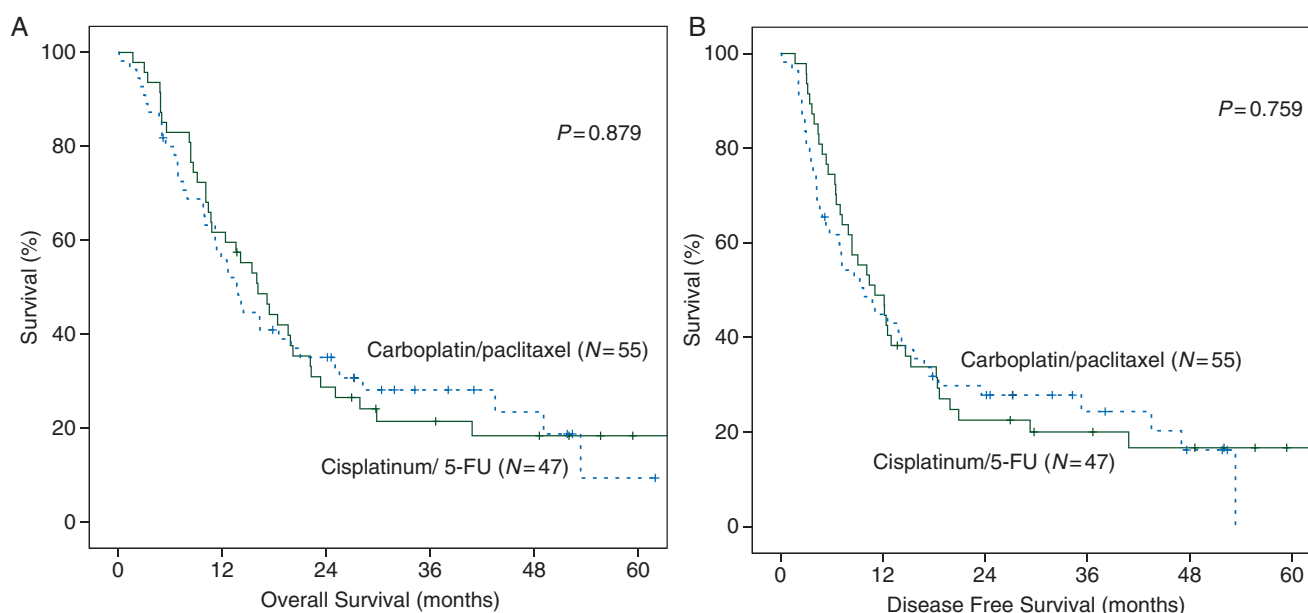 A
Survival (%)
100
80
60
40
20
0
P=0.879
Carboplatin/paclitaxel (N=55)
Cisplatinum/ 5-FU (N=47)
0 12 24 36 48 60
Overall Survival (months)
B
Survival (%)
100
80
60
40
20
0
P=0.759
Carboplatin/paclitaxel (N=55)
Cisplatinum/5-FU (N=47)
0 12 24 36 48 60
Disease Free Survival (months)